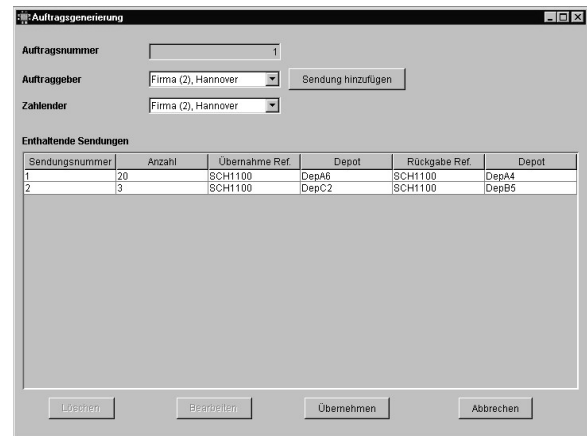 Auftragsgenerierung
Auftragsnummer 1
Auftraggeber Firma (2), Hannover Sendung hinzufügen
Zahlender Firma (2), Hannover
Enthaltende Sendungen
Sendungsnummer Anzahl Übernahme Ref. Depot Rückgabe Ref. Depot
1 20 SCH1100 DepA6 SCH1100 DepA4
2 3 SCH1100 DepC2 SCH1100 DepB5
Löschen Bearbeiten Übernehmen Abbrechen